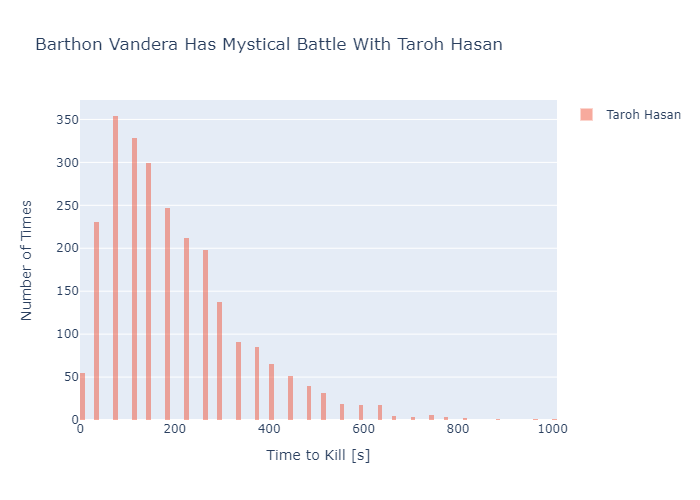 Barthon Vandera Has Mystical Battle With Taroh Hasan
Taroh Hasan
350
300
250
200
150
100
50
0
Number of Times
0 200 400 600 800 1000
Time to Kill [s]